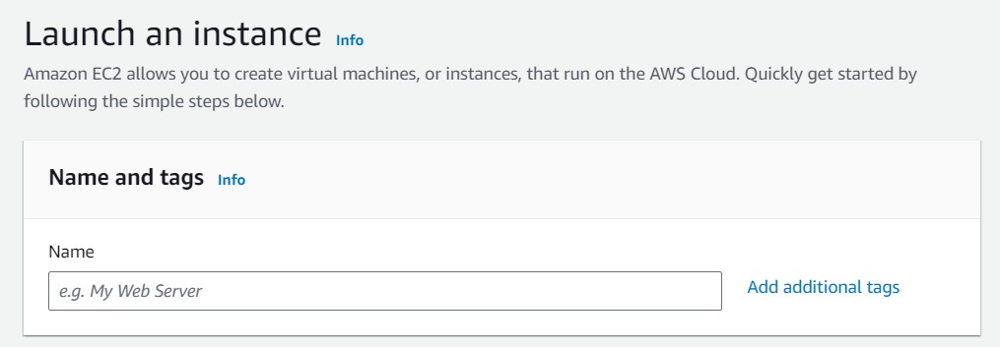 Launch an instance Info
Amazon EC2 allows you to create virtual machines, or instances, that run on the AWS Cloud. Quickly get started by
following the simple steps below.
Name and tags Info
Name
e.g. My Web Server
Add additional tags